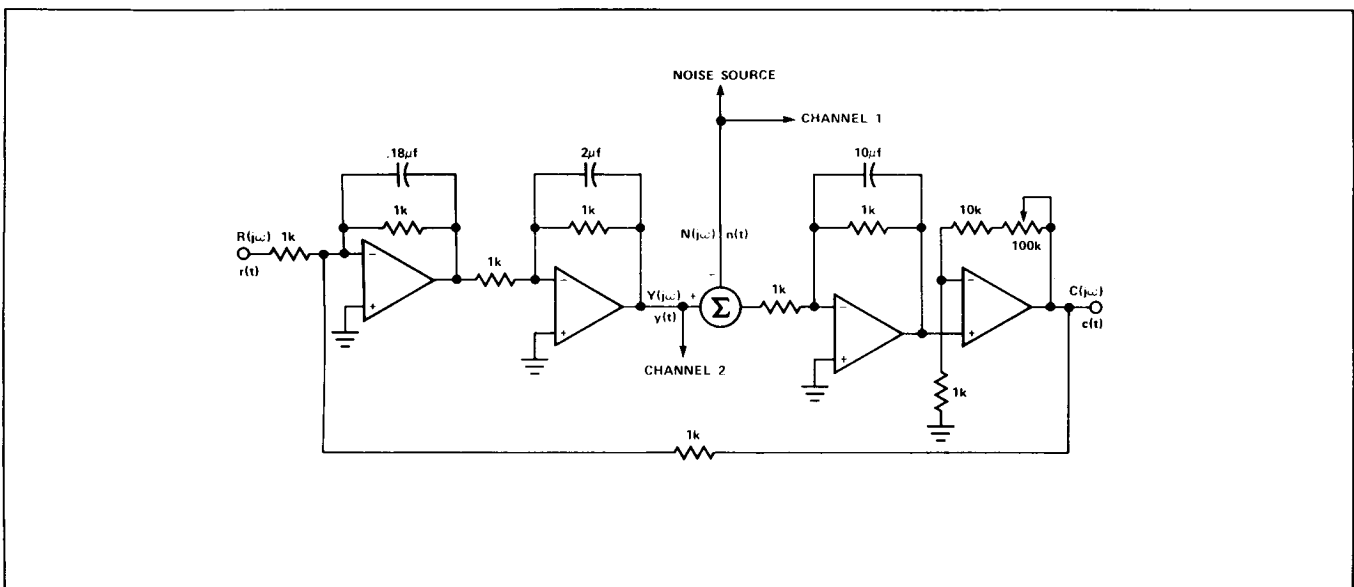 NOISE SOURCE
CHANNEL 1
.18μf
2μf
10μf
1k
1k
1k
10k
100k
R(jω)
1k
r(t)
N(jω)
n(t)
1k
1k
-
+
-
+
Y(jω)
y(t)
+
-
Σ
-
+
-
+
C(jω)
c(t)
CHANNEL 2
1k
1k